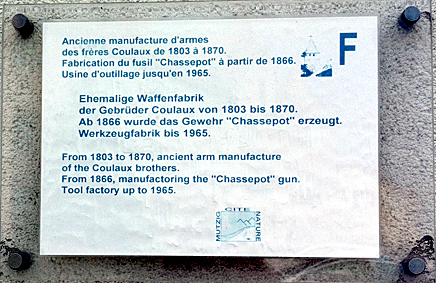 Ancienne manufacture d'armes
des frères Coulaux de 1803 à 1870.
Fabrication du fusil "Chassepot" à partir de 1866.
Usine d'outillage jusqu'en 1965.
F
Ehemalige Waffenfabrik
der Gebrüder Coulaux von 1803 bis 1870.
Ab 1866 wurde das Gewehr "Chassepot" erzeugt.
Werkzeugfabrik bis 1965.
From 1803 to 1870, ancient arm manufacture
of the Coulaux brothers.
From 1866, manufactoring the "Chassepot" gun.
Tool factory up to 1965.
MUTZIG
CITE
NATURE